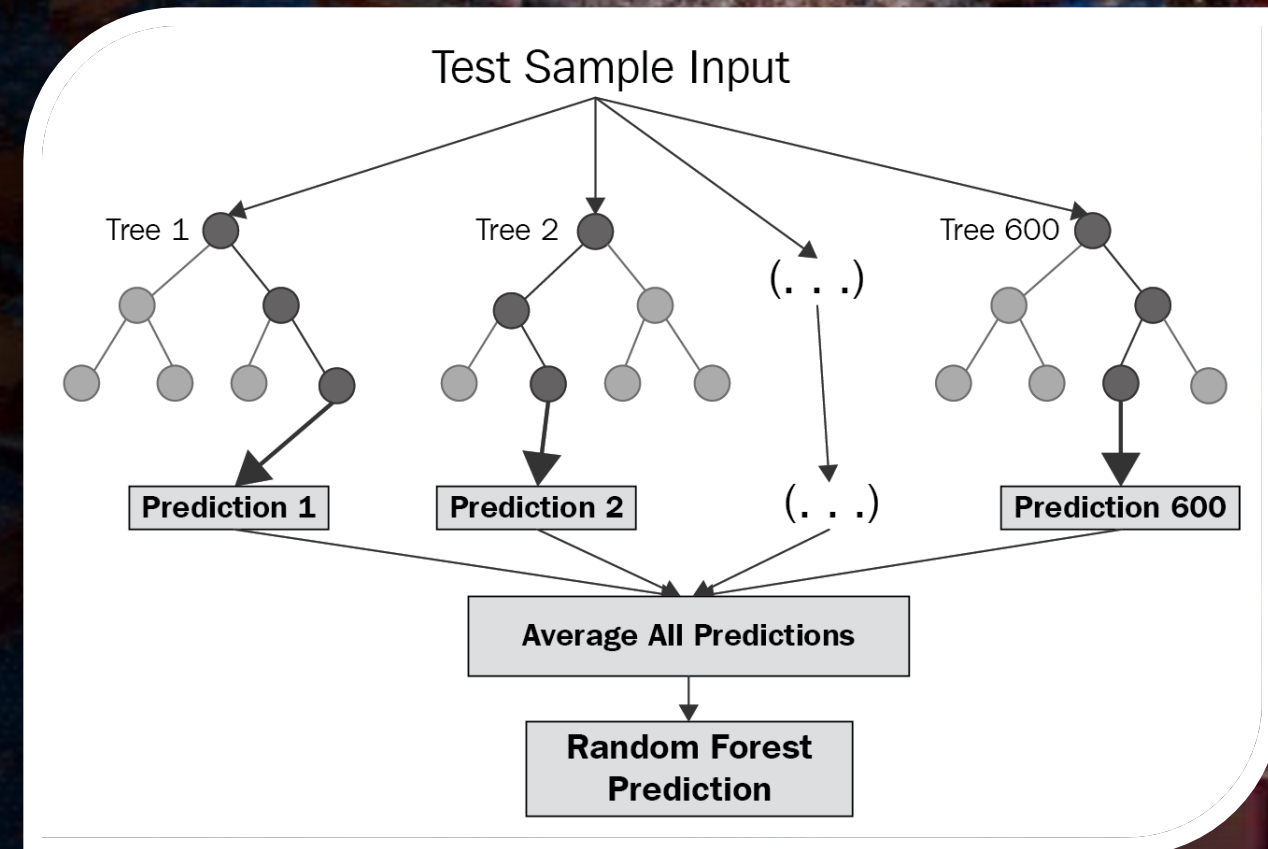 Test Sample Input
Tree 1
Tree 2
Tree 600
(. . .)
Prediction 1
Prediction 2
(. . .)
Prediction 600
Average All Predictions
Random Forest
Prediction